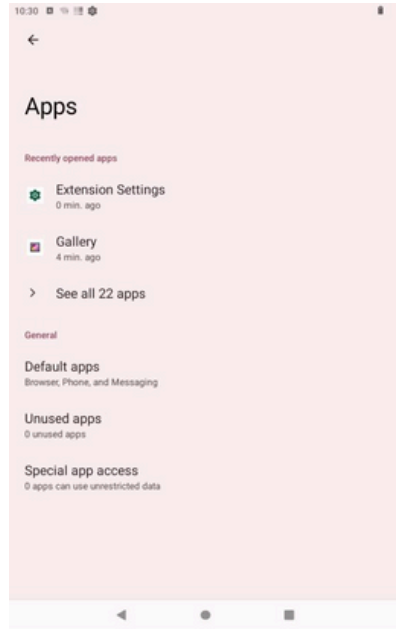 10:30
Apps
Recently opened apps
Extension Settings
0 min. ago
Gallery
4 min. ago
See all 22 apps
General
Default apps
Browser, Phone, and Messaging
Unused apps
0 unused apps
Special app access
0 apps can use unrestricted data